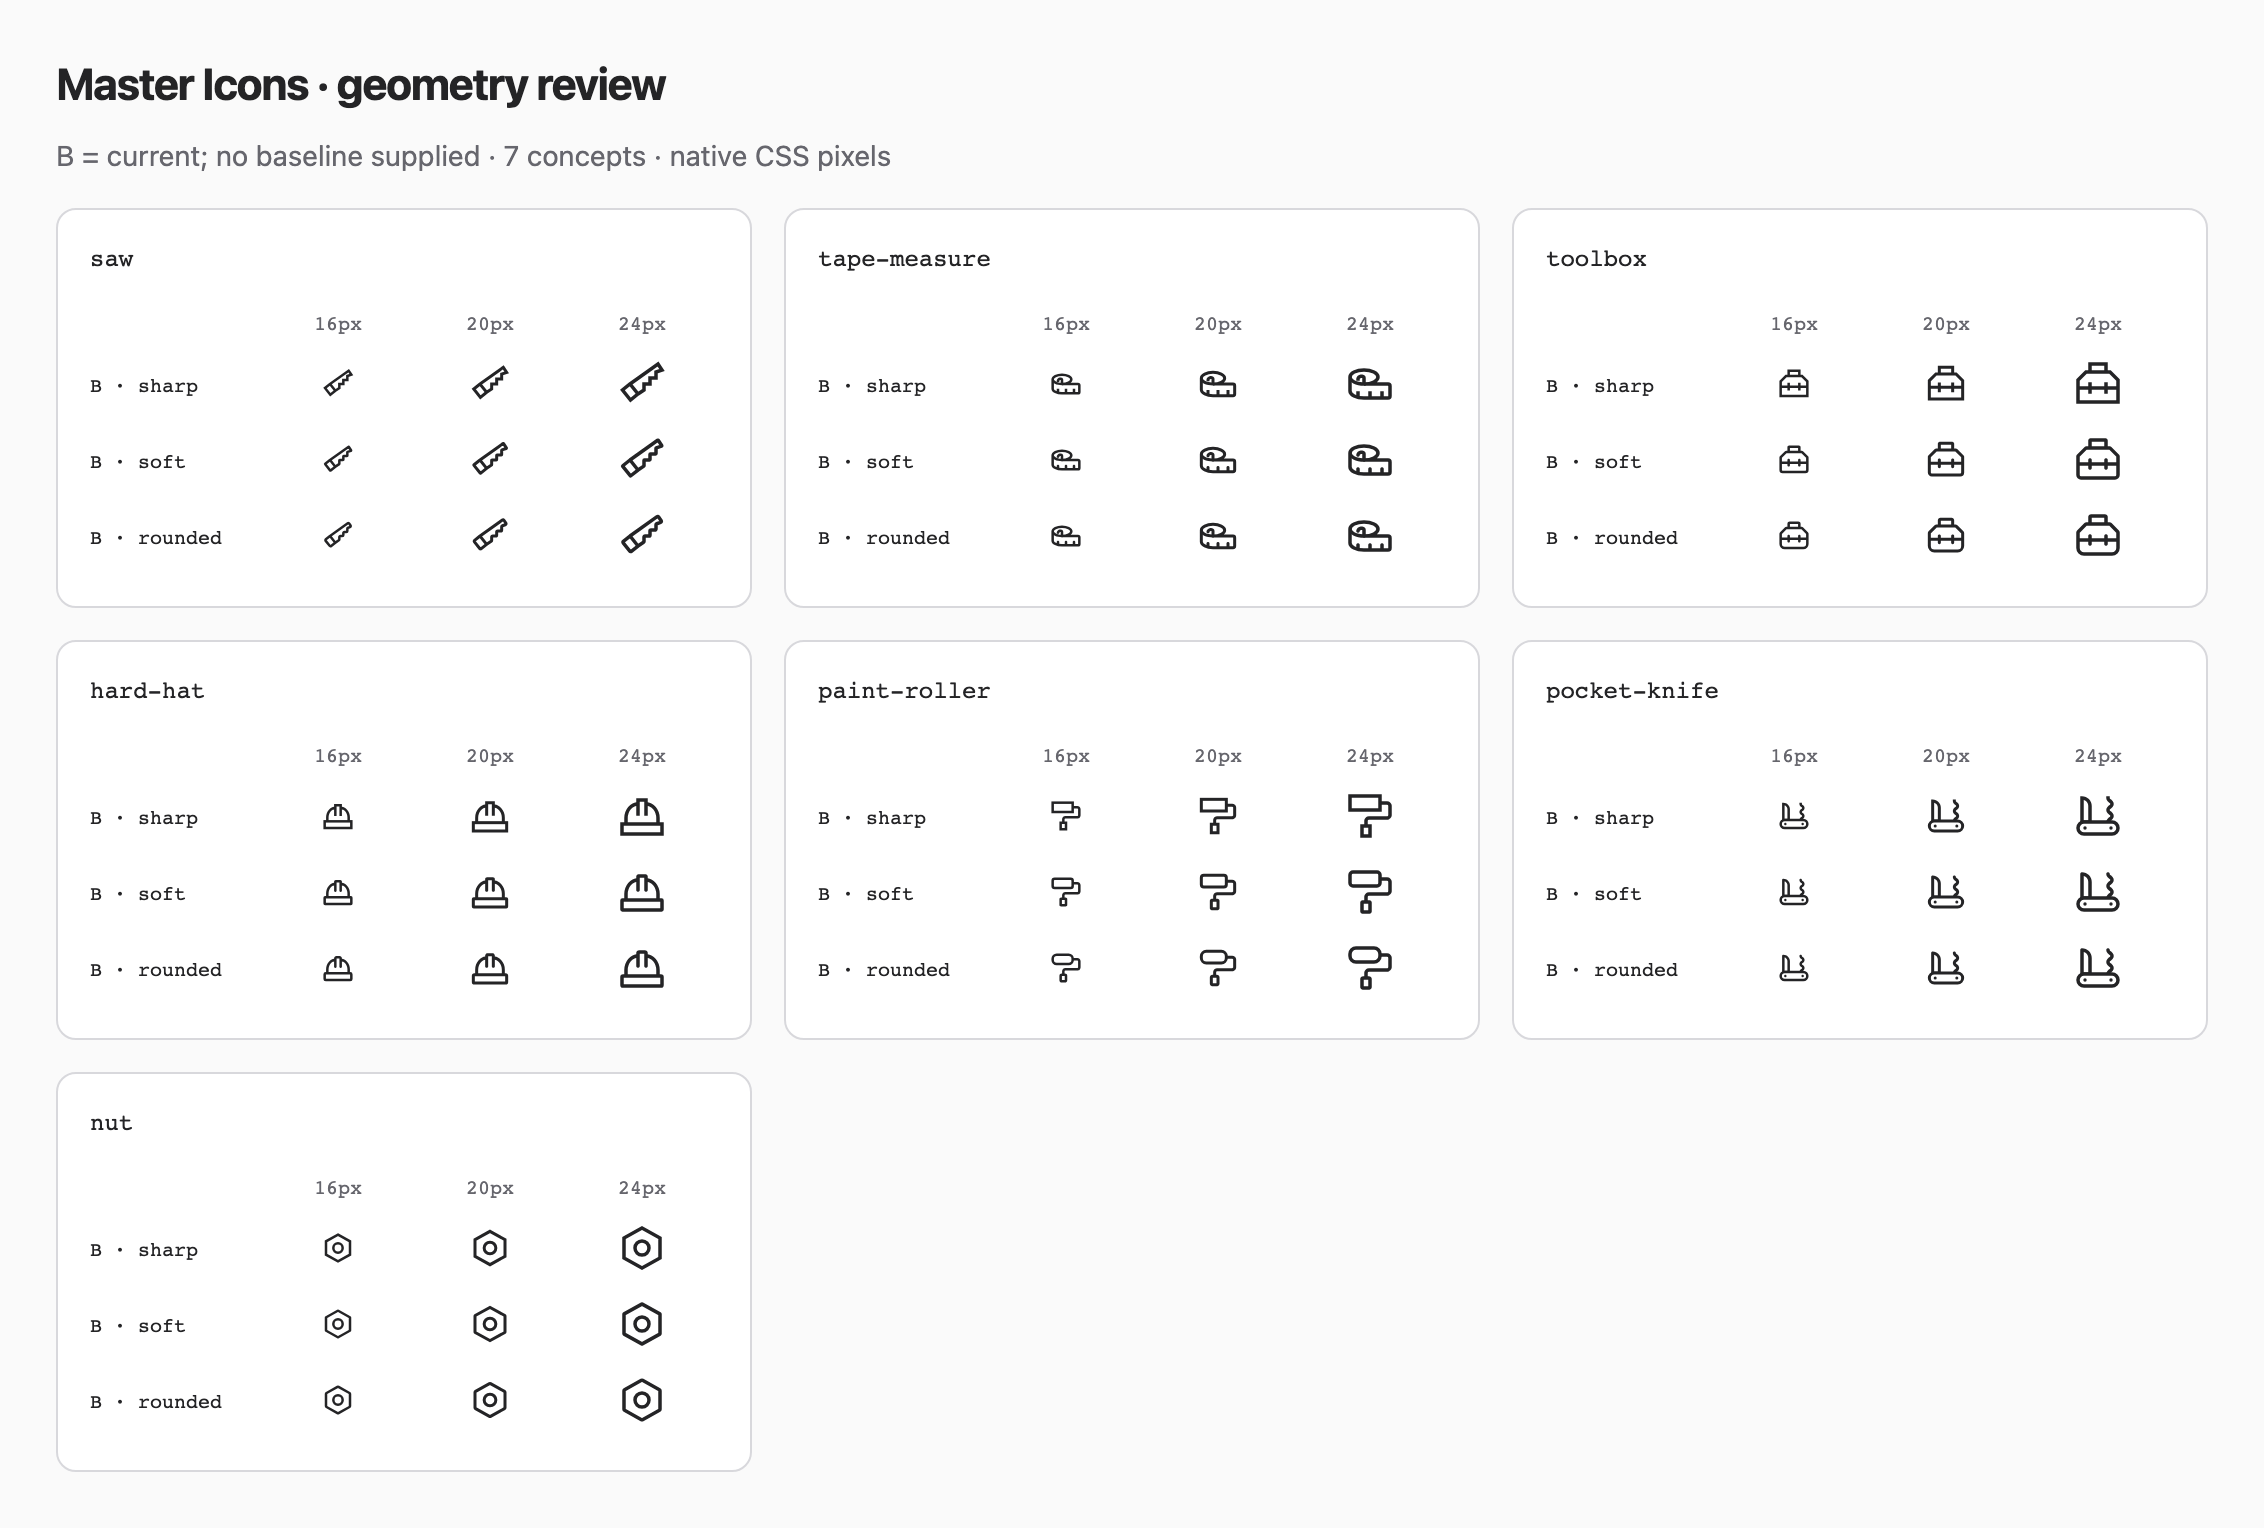 Master Icons · geometry review
B = current; no baseline supplied · 7 concepts · native CSS pixels
saw
16px 20px 24px
B · sharp
B · soft
B · rounded
tape-measure
16px 20px 24px
B · sharp
B · soft
B · rounded
toolbox
16px 20px 24px
B · sharp
B · soft
B · rounded
hard-hat
16px 20px 24px
B · sharp
B · soft
B · rounded
paint-roller
16px 20px 24px
B · sharp
B · soft
B · rounded
pocket-knife
16px 20px 24px
B · sharp
B · soft
B · rounded
nut
16px 20px 24px
B · sharp
B · soft
B · rounded